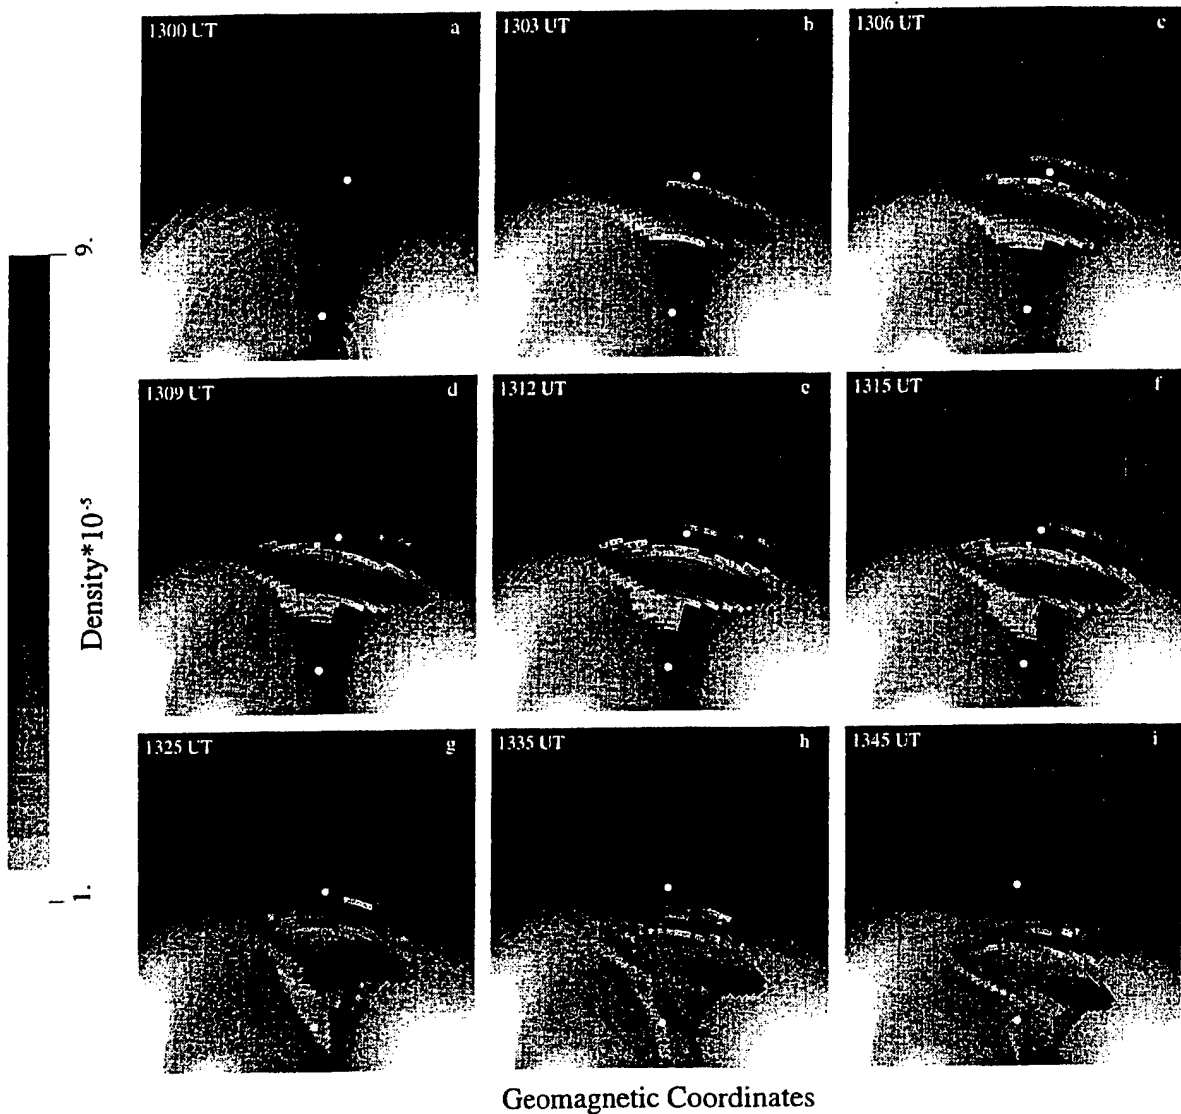 1300 UT a
1303 UT b
1306 UT c
9.
Density*10⁻⁵
1.
1309 UT d
1312 UT e
1315 UT f
1325 UT g
1335 UT h
1345 UT i
Geomagnetic Coordinates